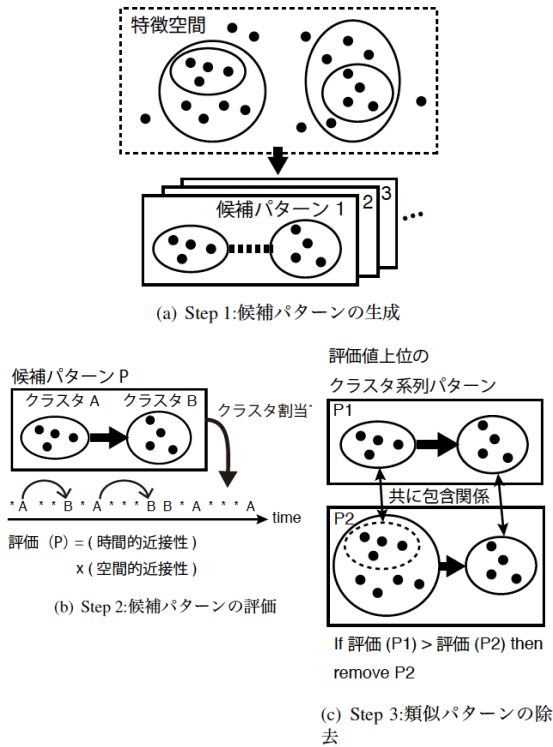 特徴空間
候補パターン 1
2
3
(a) Step 1:候補パターンの生成
候補パターン P
クラスタ A
クラスタ B
クラスタ割当
* A * * B * A * * * B B * A * * * A
time
評価 (P) = ( 時間的近接性 )
x ( 空間的近接性 )
(b) Step 2:候補パターンの評価
評価値上位の
クラスタ系列パターン
P1
共に包含関係
P2
If 評価 (P1) > 評価 (P2) then
remove P2
(c) Step 3:類似パターンの除
去